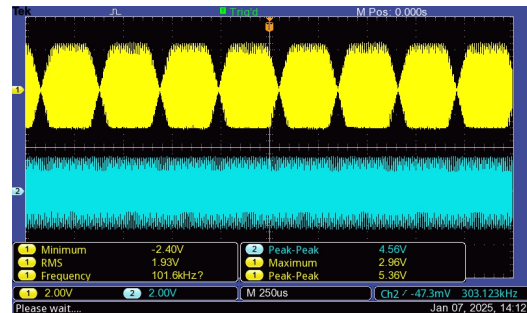 Tek
Trig'd
M Pos: 0.000s
1
2
1 Minimum -2.40V
1 RMS 1.93V
1 Frequency 101.6kHz?
2 Peak-Peak 4.56V
1 Maximum 2.96V
1 Peak-Peak 5.36V
1 2.00V 2 2.00V M 250us Ch2 -47.3mV 303.123kHz
Please wait.... Jan 07, 2025, 14:12